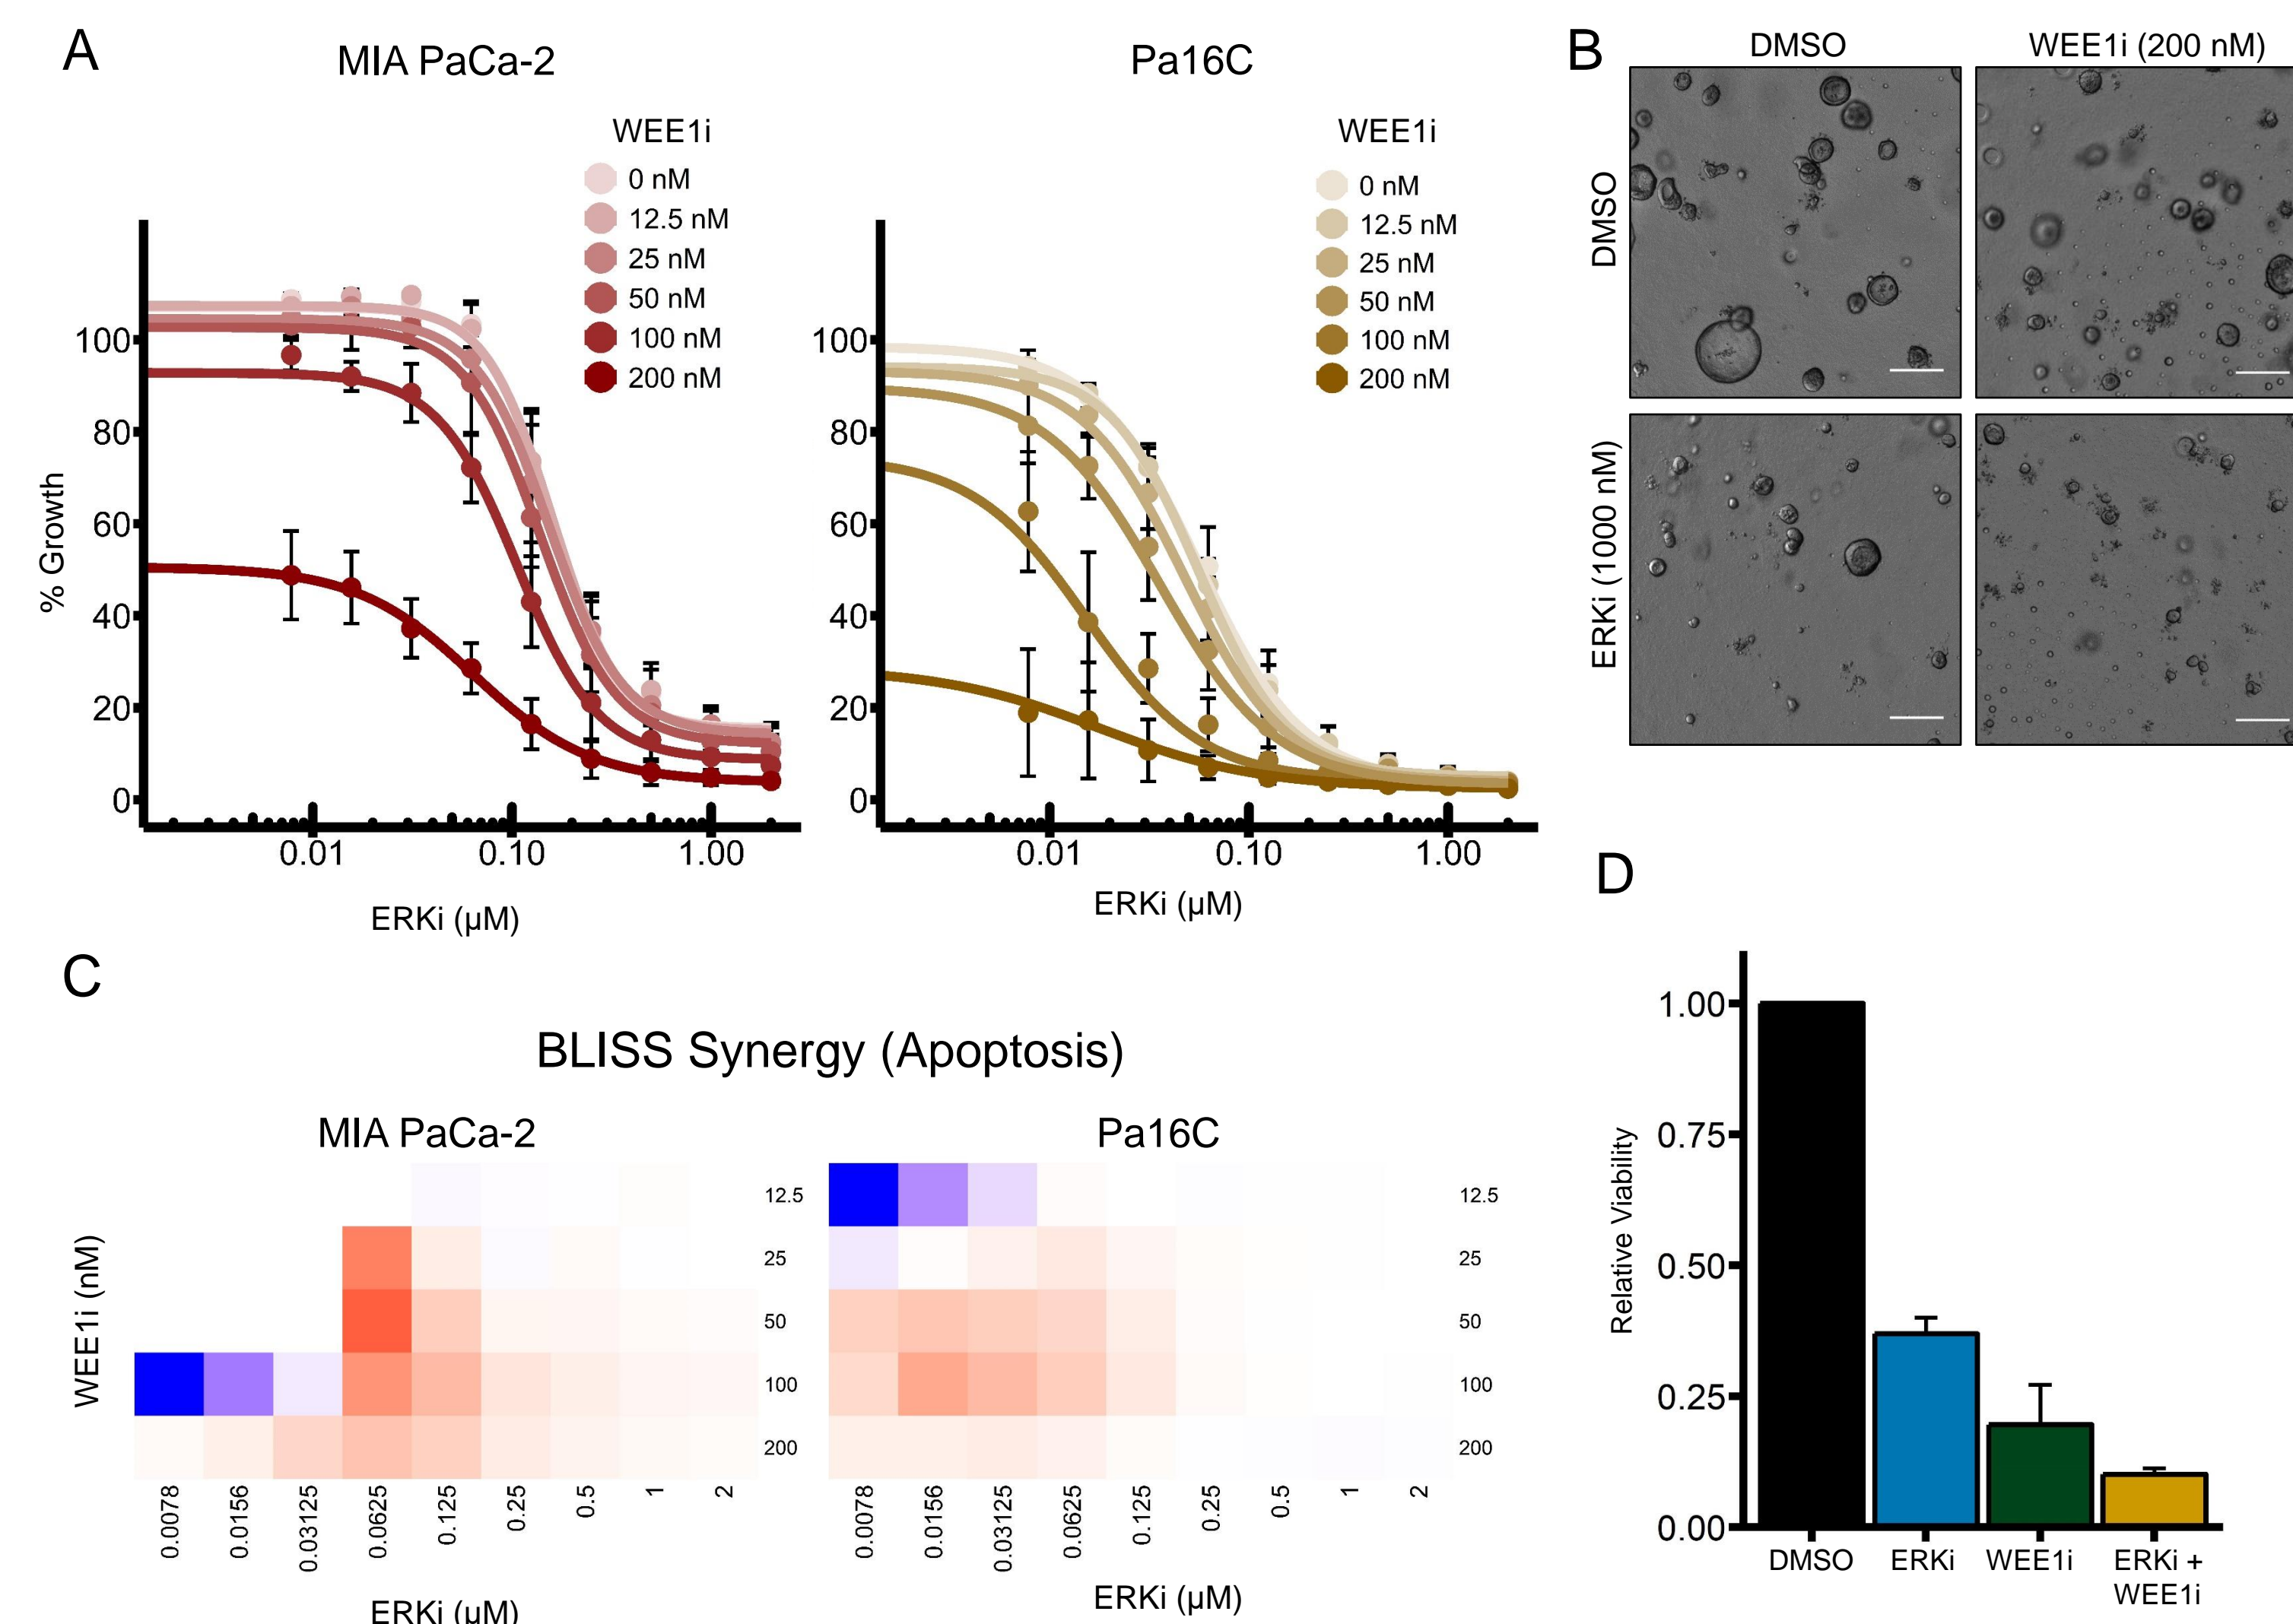 A
MIA PaCa-2
Pa16C
WEE1i
0 nM
12.5 nM
25 nM
50 nM
100 nM
200 nM
WEE1i
0 nM
12.5 nM
25 nM
50 nM
100 nM
200 nM
% Growth
100
80
60
40
20
0
0.01
0.10
1.00
ERKi (µM)
100
80
60
40
20
0
0.01
0.10
1.00
ERKi (µM)
B
DMSO
WEE1i (200 nM)
DMSO
ERKi (1000 nM)
C
BLISS Synergy (Apoptosis)
MIA PaCa-2
Pa16C
WEE1i (nM)
12.5
25
50
100
200
0.0078
0.0156
0.03125
0.0625
0.125
0.25
0.5
1
2
ERKi (µM)
12.5
25
50
100
200
0.0078
0.0156
0.03125
0.0625
0.125
0.25
0.5
1
2
ERKi (µM)
D
Relative Viability
1.00
0.75
0.50
0.25
0.00
DMSO
ERKi
WEE1i
ERKi +
WEE1i